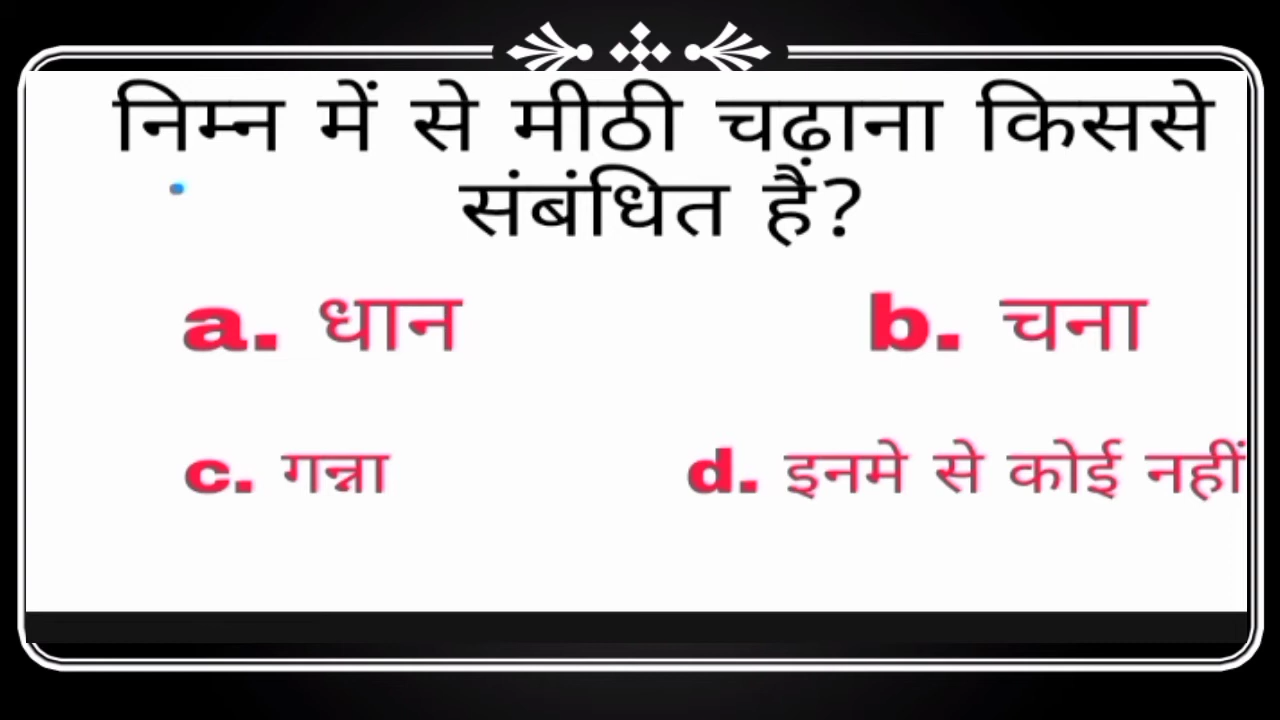 निम्न में से मीठी चढ़ाना किससे
संबंधित हैं?
a. धान b. चना
c. गन्ना d. इनमे से कोई नहीं